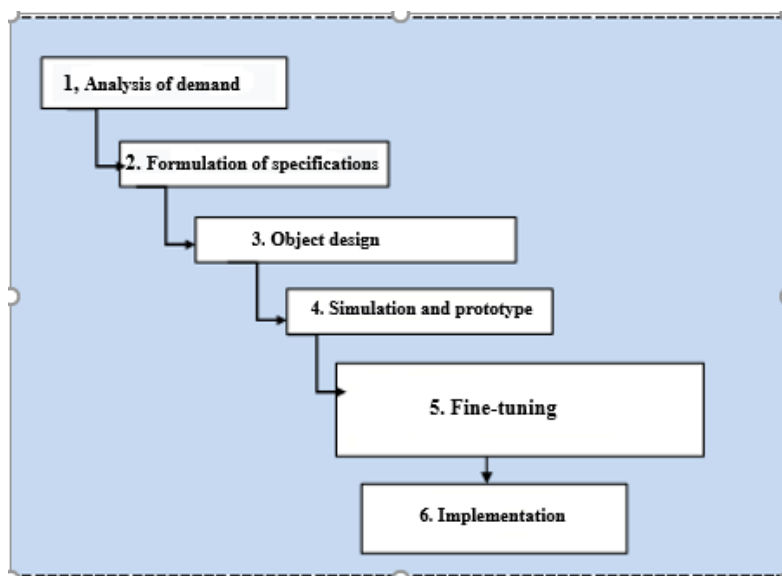 1, Analysis of demand
2. Formulation of specifications
3. Object design
4. Simulation and prototype
5. Fine-tuning
6. Implementation